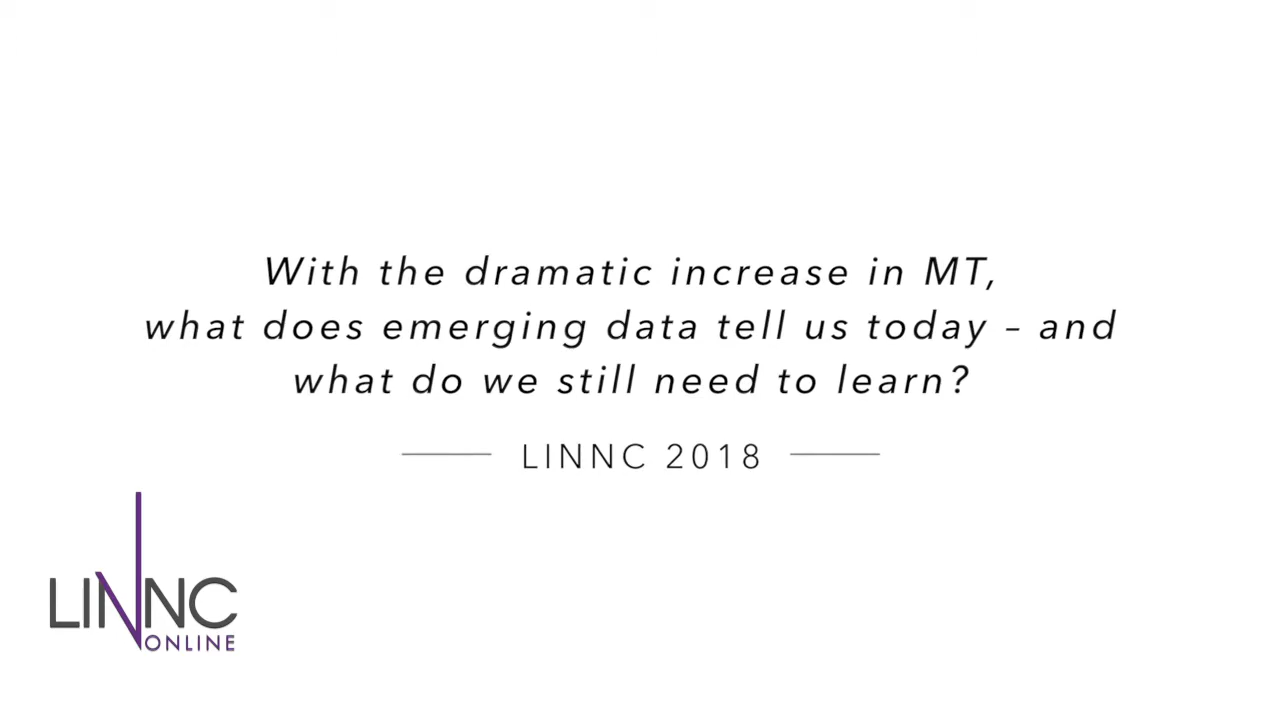 With the dramatic increase in MT,
what does emerging data tell us today – and
what do we still need to learn?
LINNC 2018
LINNC
ONLINE